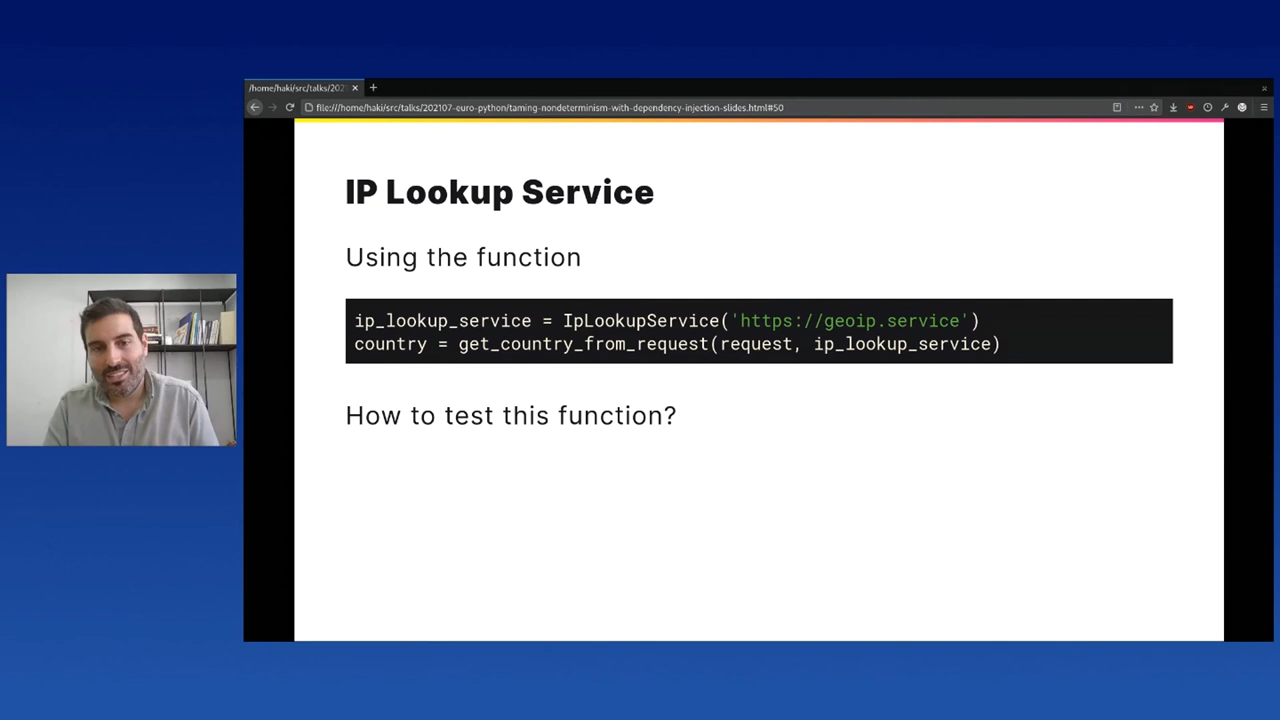 /home/haki/src/talks/202
file:///home/haki/src/talks/202107-euro-python/taming-nondeterminism-with-dependency-injection-slides.html#50
IP Lookup Service
Using the function
ip_lookup_service = IpLookupService('https://geoip.service')
country = get_country_from_request(request, ip_lookup_service)
How to test this function?